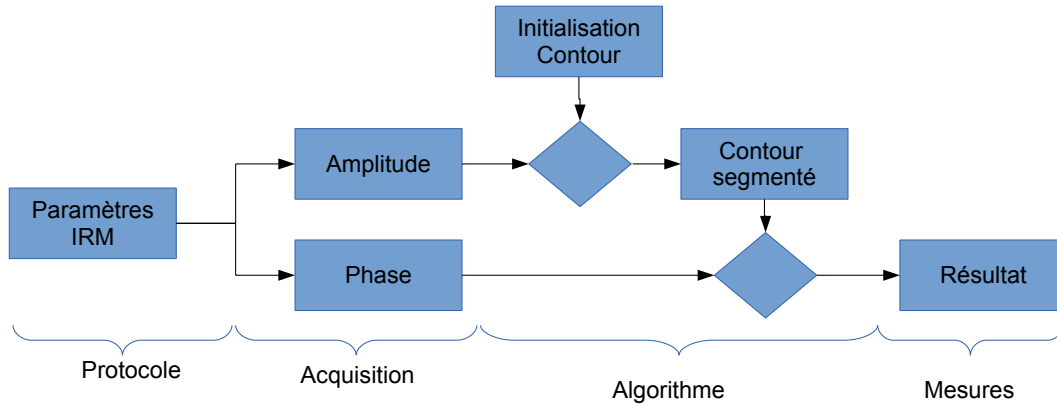 Initialisation
Contour
Amplitude
Contour
segmenté
Paramètres
IRM
Phase
Résultat
Protocole
Acquisition
Algorithme
Mesures